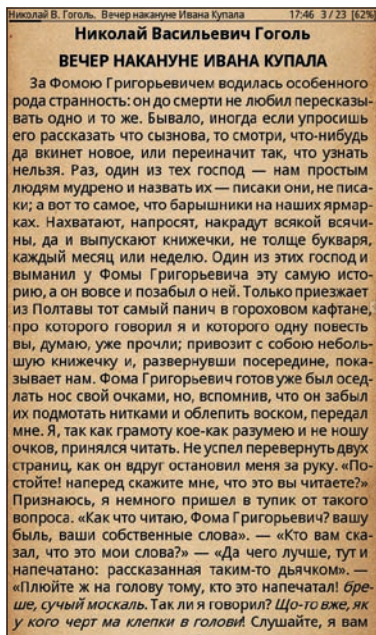 Николай В. Гоголь. Вечер накануне Ивана Купала 17:46 3 / 23 [62%]
Николай Васильевич Гоголь
ВЕЧЕР НАКАНУНЕ ИВАНА КУПАЛА
За Фомою Григорьевичем водилась особенного
рода странность: он до смерти не любил пересказы-
вать одно и то же. Бывало, иногда если упросишь
его рассказать что сызнова, то смотри, что-нибудь
да вкинет новое, или переиначит так, что узнать
нельзя. Раз, один из тех господ — нам простым
людям мудрено и назвать их — писаки они, не писа-
ки; а вот то самое, что барышники на наших ярмар-
ках. Нахватают, напросят, накрадут всякой всячи-
ны, да и выпускают книжечки, не толще букваря,
каждый месяц или неделю. Один из этих господ и
выманил у Фомы Григорьевича эту самую исто-
рию, а он вовсе и позабыл о ней. Только приезжает
из Полтавы тот самый панич в гороховом кафтане,
про которого говорил я и которого одну повесть
вы, думаю, уже прочли; привозит с собою неболь-
шую книжечку и, развернувши посередине, пока-
зывает нам. Фома Григорьевич готов уже был осед-
лать нос свой очками, но, вспомнив, что он забыл
их подмотать нитками и облепить воском, передал
мне. Я, так как грамоту кое-как разумею и не ношу
очков, принялся читать. Не успел перевернуть двух
страниц, как он вдруг остановил меня за руку. «По-
стойте! наперед скажите мне, что это вы читаете?»
Признаюсь, я немного пришел в тупик от такого
вопроса. «Как что читаю, Фома Григорьевич? вашу
быль, ваши собственные слова». — «Кто вам ска-
зал, что это мои слова?» — «Да чего лучше, тут и
напечатано: рассказанная таким-то дьячком». —
«Плюйте ж на голову тому, кто это напечатал! бре-
ше, сучый москаль. Так ли я говорил? Що-то вже, як
у кого черт ма клепки в голови! Слушайте, я вам